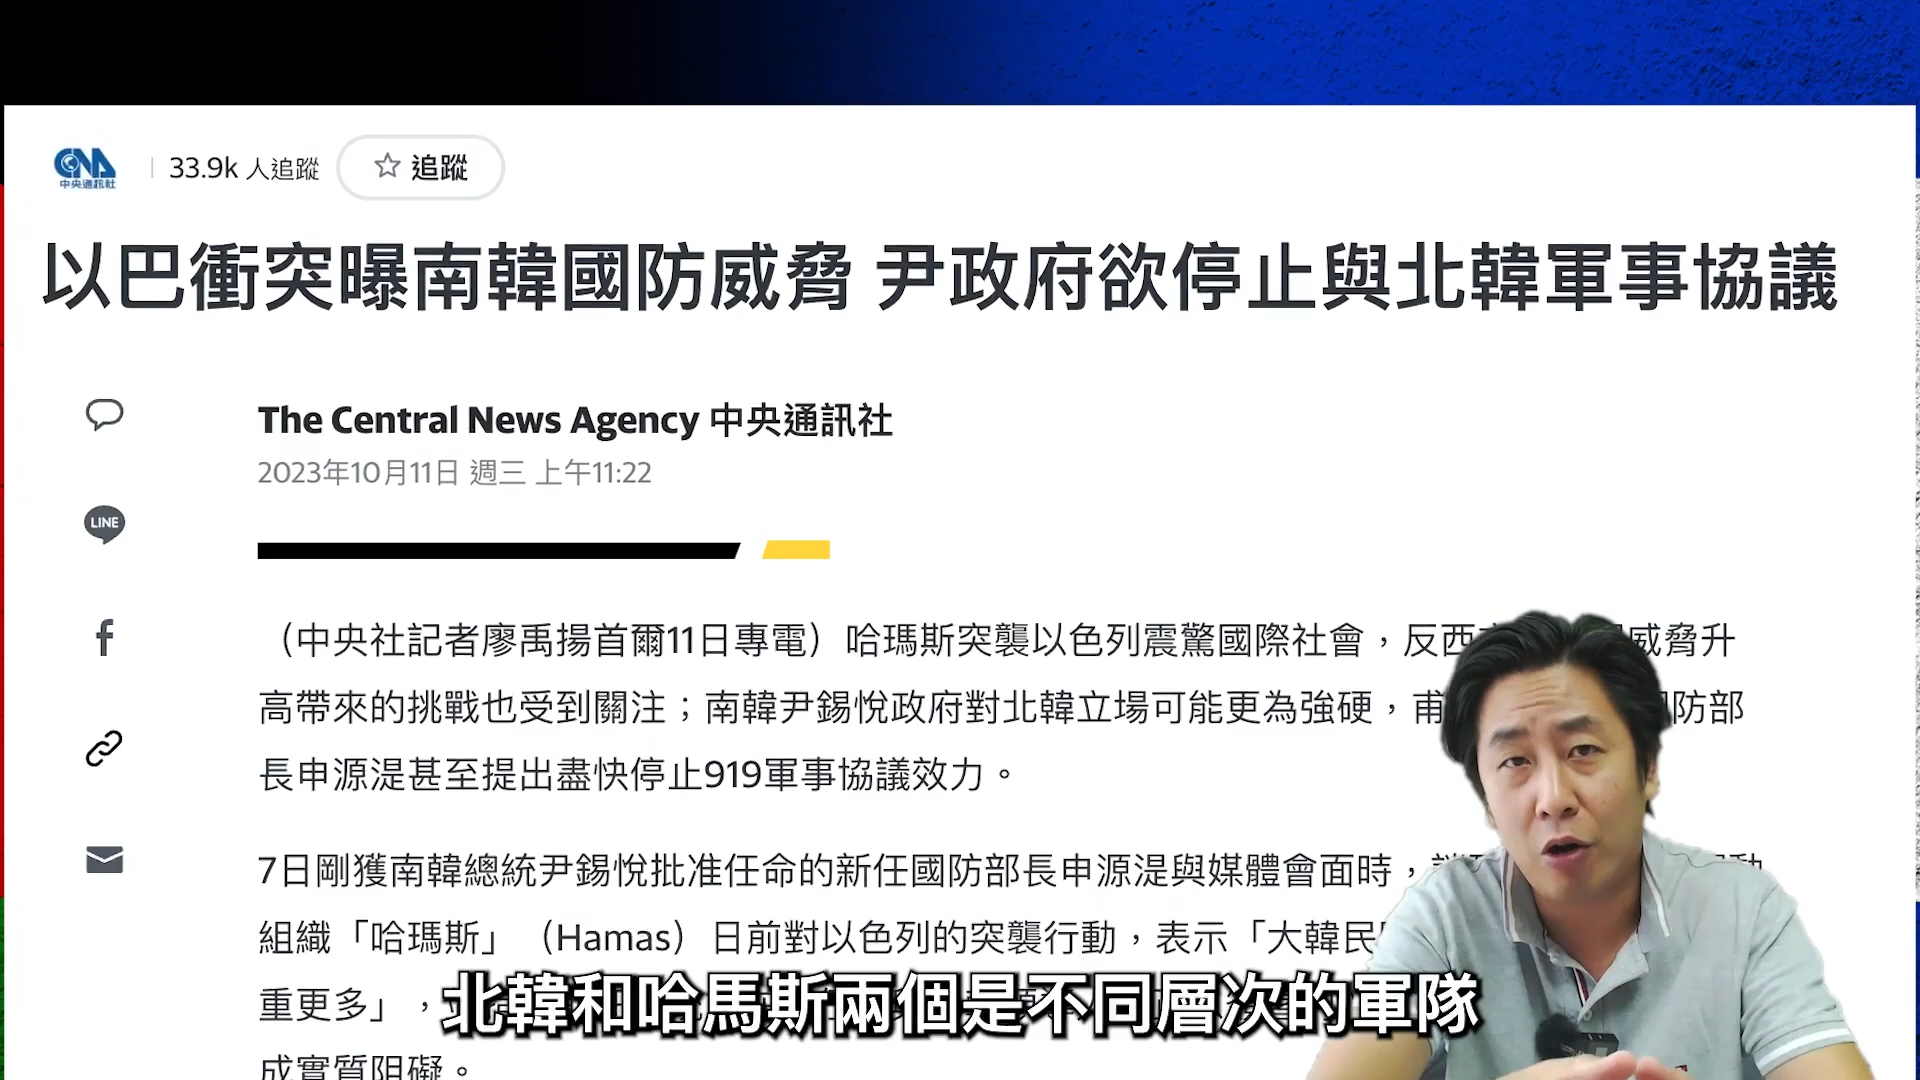 CNA
中央通訊社
33.9k 人追蹤
☆ 追蹤
以巴衝突曝南韓國防威脅 尹政府欲停止與北韓軍事協議
The Central News Agency 中央通訊社
2023年10月11日 週三 上午11:22
LINE
f
（中央社記者廖禹揚首爾11日專電）哈瑪斯突襲以色列震驚國際社會，反西 威脅升
高帶來的挑戰也受到關注；南韓尹錫悅政府對北韓立場可能更為強硬，甫 國防部
長申源湜甚至提出盡快停止919軍事協議效力。
7日剛獲南韓總統尹錫悅批准任命的新任國防部長申源湜與媒體會面時， 動
組織「哈瑪斯」（Hamas）日前對以色列的突襲行動，表示「大韓民
重更多」，
北韓和哈馬斯兩個是不同層次的軍隊
成實質阻礙。